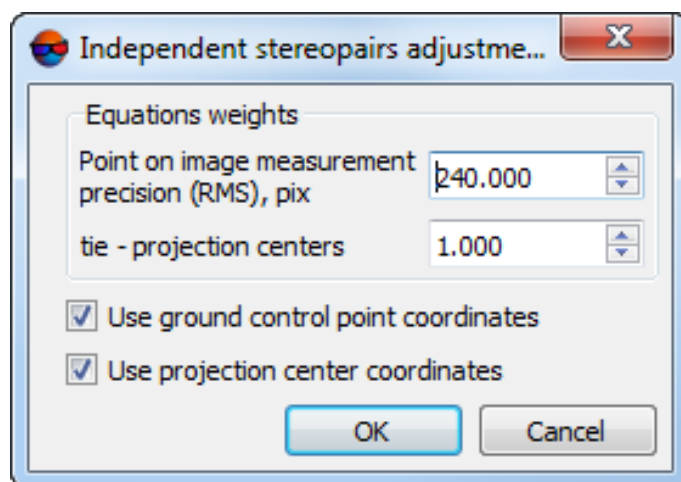 Independent stereopairs adjustme...
Equations weights
Point on image measurement
precision (RMS), pix
240.000
tie - projection centers
1.000
Use ground control point coordinates
Use projection center coordinates
OK
Cancel